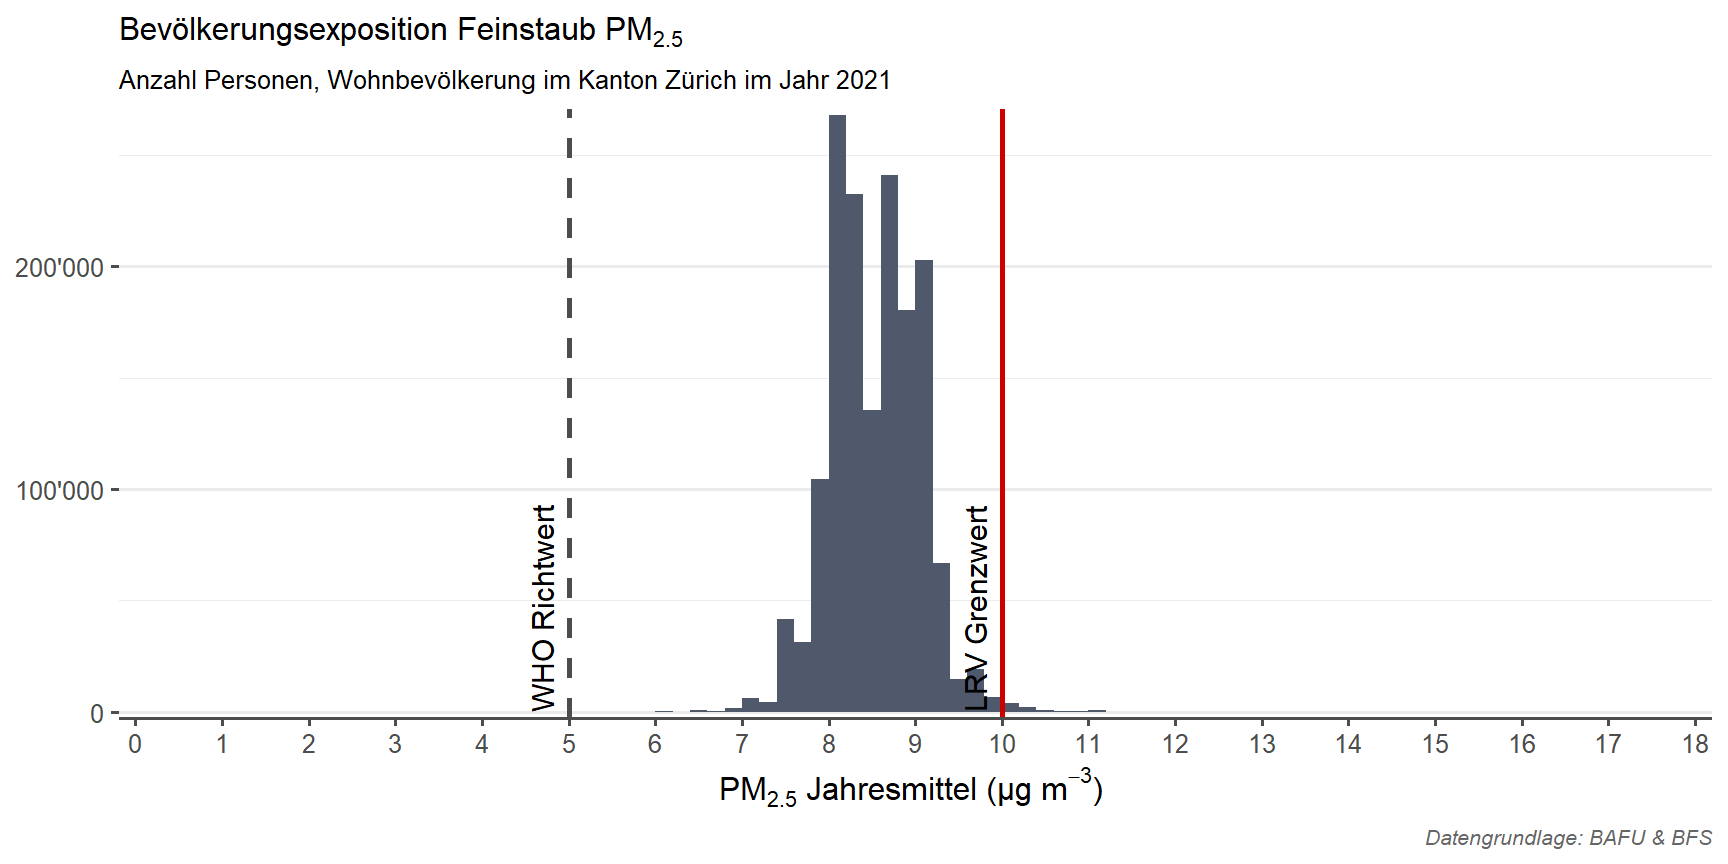 Bevölkerungsexposition Feinstaub PM2.5
Anzahl Personen, Wohnbevölkerung im Kanton Zürich im Jahr 2021
200'000
100'000
0
WHO Richtwert
LRV Grenzwert
0 1 2 3 4 5 6 7 8 9 10 11 12 13 14 15 16 17 18
PM2.5 Jahresmittel (µg m−3)
Datengrundlage: BAFU & BFS